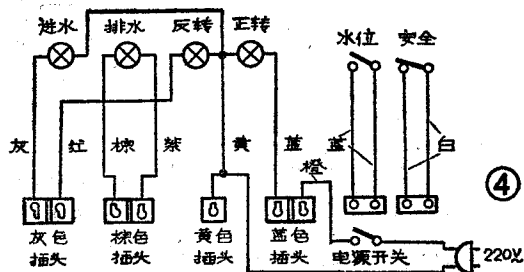 进水 排水 反转 正转 水位 安全
灰 红 棕 紫 黄 蓝 橙 蓝 白
④
灰色
插头
棕色
插头
黄色
插头
蓝色
插头
电源开关
220V